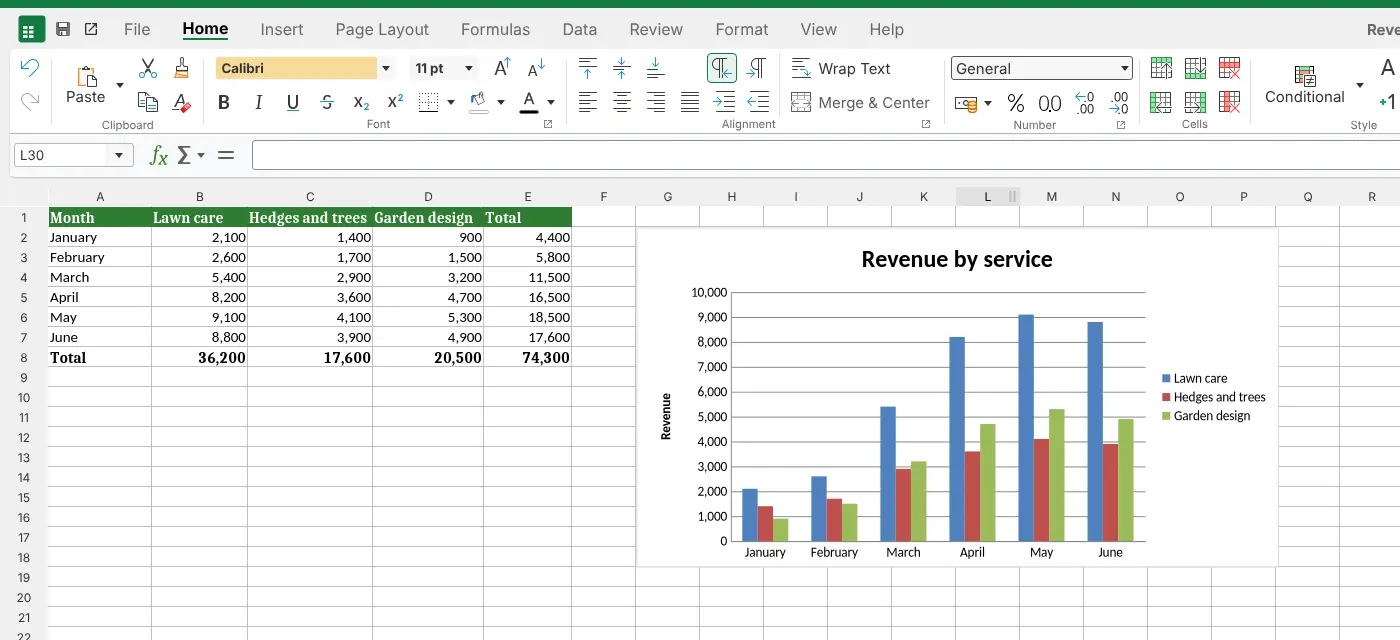 File Home Insert Page Layout Formulas Data Review Format View Help
Calibri 11 pt Wrap Text General
Paste B I U S X₂ X² A Merge & Center % 0,0 Conditional
Clipboard Font Alignment Number Cells Style
L30 fx Σ =
A B C D E F G H I J K L M N O P Q R
1 Month Lawn care Hedges and trees Garden design Total
2 January 2,100 1,400 900 4,400
3 February 2,600 1,700 1,500 5,800
4 March 5,400 2,900 3,200 11,500
5 April 8,200 3,600 4,700 16,500
6 May 9,100 4,100 5,300 18,500
7 June 8,800 3,900 4,900 17,600
8 Total 36,200 17,600 20,500 74,300
9
10
11
12
13
14
15
16
17
18
19
20
21
22
Revenue by service
Revenue
10,000
9,000
8,000
7,000
6,000
5,000
4,000
3,000
2,000
1,000
0
January February March April May June
Lawn care
Hedges and trees
Garden design